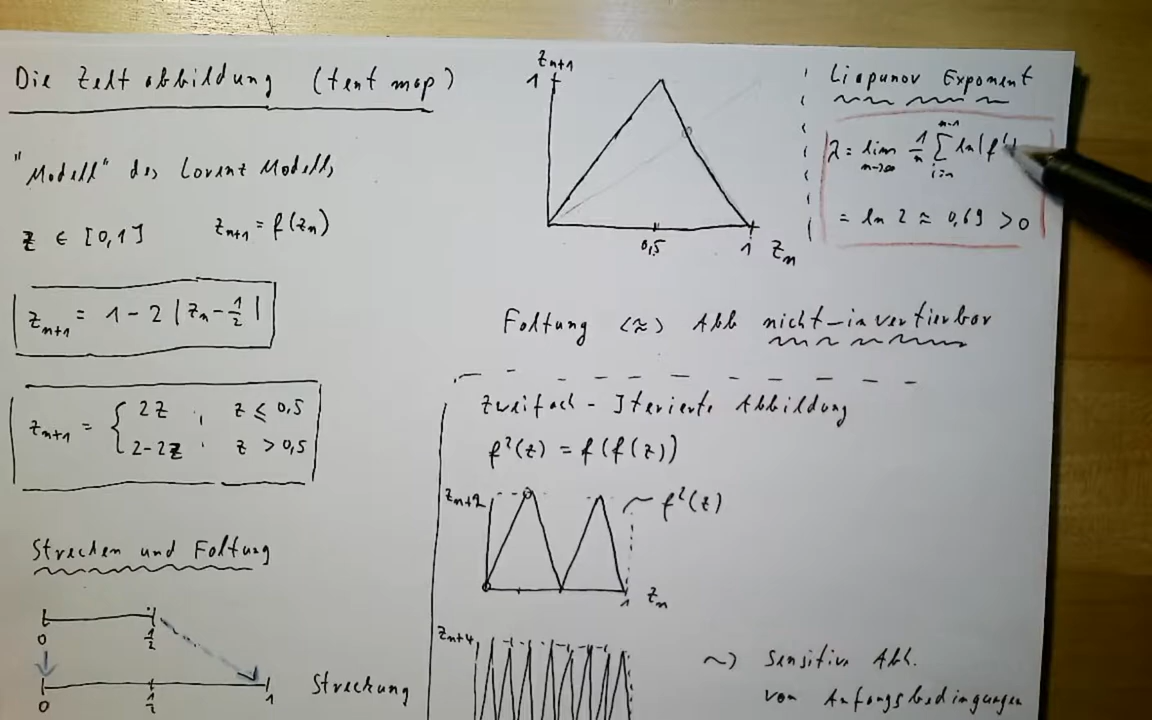 Die Zeltabbildung (tent map)
"Modell" des Lorenz Modells
z ∈ [0,1] z_{n+1} = f(z_n)
z_{n+1} = 1 - 2 |z_n - 1/2|
z_{n+1} = { 2z , z ≤ 0,5
2-2z , z > 0,5
Strecken und Faltung
0 1/2
0 1/2 1 Streckung
z_{n+1}
1
0,5 1 z_n
Faltung <≈> Abb nicht-invertierbar
Zweifach-Iterierte Abbildung
f²(z) = f(f(z))
z_{n+2} f²(z)
1 z_n
z_{n+4}
~) Sensitive Abh.
von Anfangsbedingungen
Liapunov Exponent
λ = lim n→∞ 1/n Σ ln|f'
= ln 2 ≈ 0,69 > 0